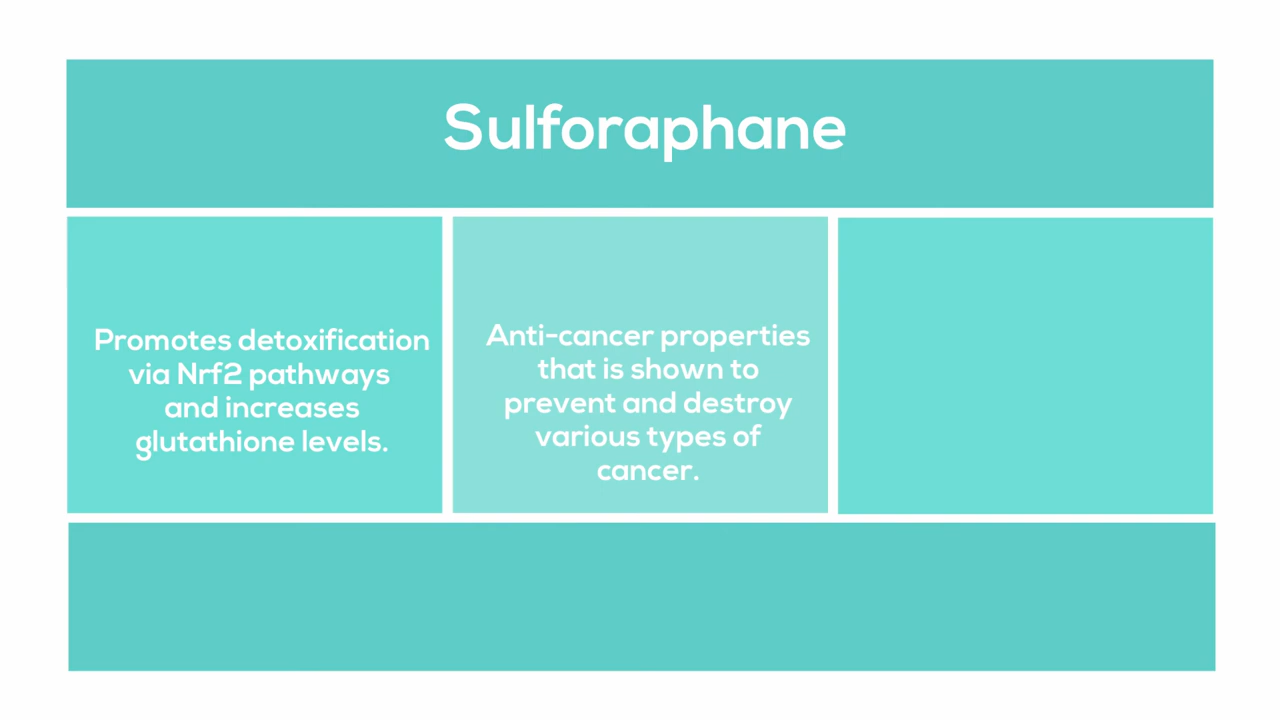 Sulforaphane
Promotes detoxification
via Nrf2 pathways
and increases
glutathione levels.
Anti-cancer properties
that is shown to
prevent and destroy
various types of
cancer.